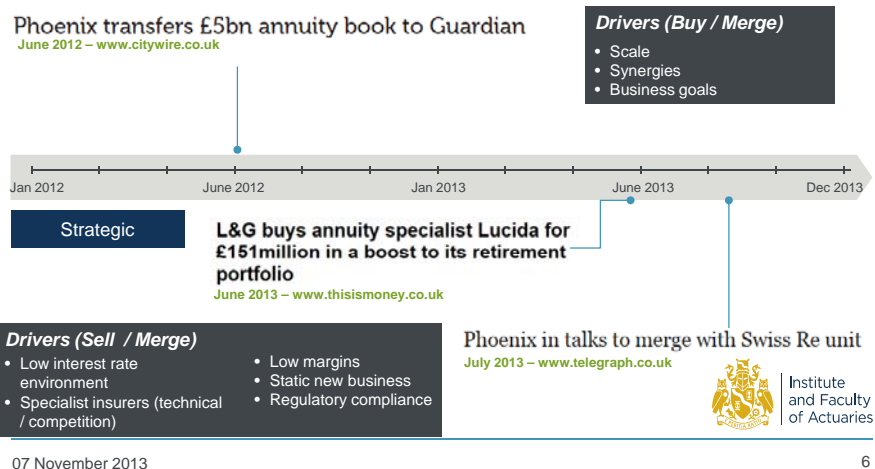 Phoenix transfers £5bn annuity book to Guardian
June 2012 – www.citywire.co.uk
Drivers (Buy / Merge)
• Scale
• Synergies
• Business goals
Jan 2012
June 2012
Jan 2013
June 2013
Dec 2013
Strategic
L&G buys annuity specialist Lucida for
£151million in a boost to its retirement
portfolio
June 2013 – www.thisismoney.co.uk
Drivers (Sell / Merge)
• Low interest rate
environment
• Specialist insurers (technical
/ competition)
• Low margins
• Static new business
• Regulatory compliance
Phoenix in talks to merge with Swiss Re unit
July 2013 – www.telegraph.co.uk
Institute
and Faculty
of Actuaries
07 November 2013
6